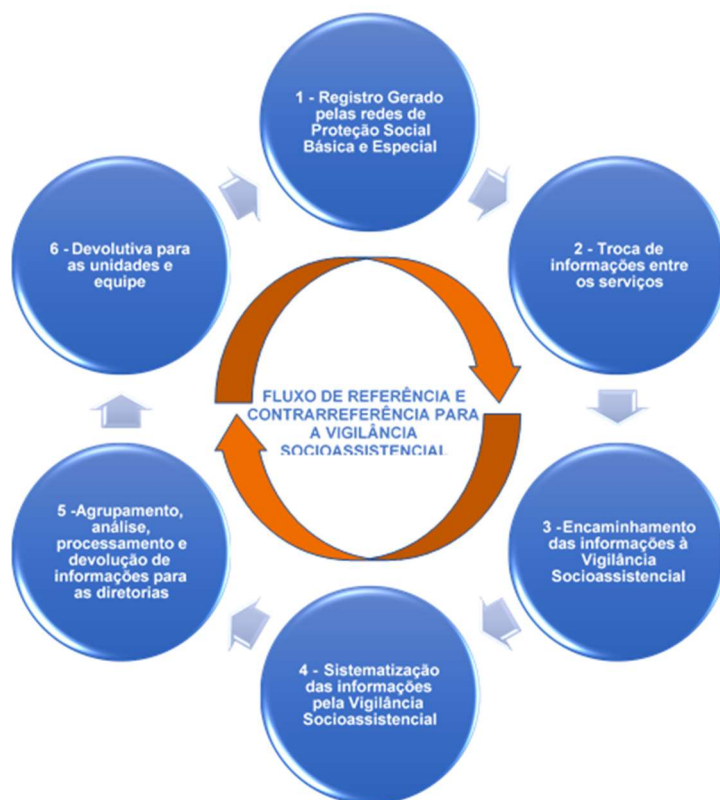 1 - Registro Gerado
pelas redes de
Proteção Social
Básica e Especial
2 - Troca de
informações entre
os serviços
3 - Encaminhamento
das informações à
Vigilância
Socioassistencial
4 - Sistematização
das informações
pela Vigilância
Socioassistencial
5 -Agrupamento,
análise,
processamento e
devolução de
informações para
as diretorias
6 - Devolutiva para
as unidades e
equipe
FLUXO DE REFERÊNCIA E
CONTRARREFERÊNCIA PARA
A VIGILÂNCIA
SOCIOASSISTENCIAL